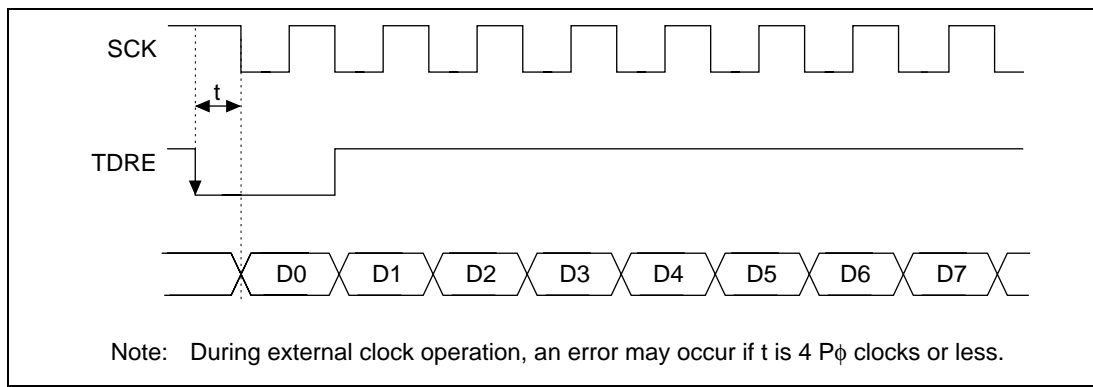 SCK
t
TDRE
D0 D1 D2 D3 D4 D5 D6 D7
Note: During external clock operation, an error may occur if t is 4 Pϕ clocks or less.